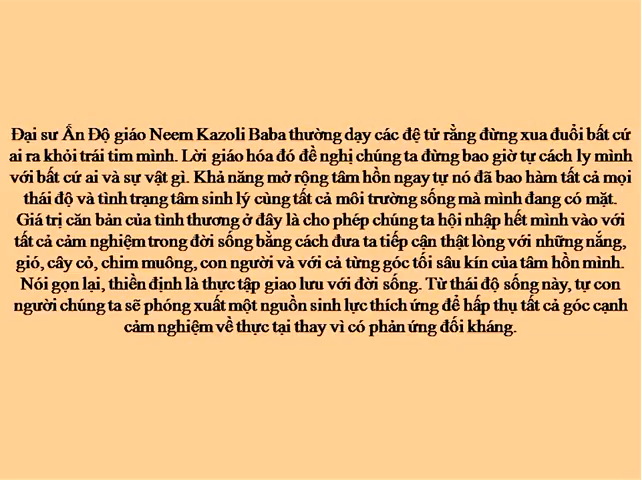 Đại sư Ấn Độ giáo Neem Kazoli Baba thường dạy các đệ tử rằng đừng xua đuổi bất cứ
ai ra khỏi trái tim mình. Lời giáo hóa đó đề nghị chúng ta đừng bao giờ tự cách ly mình
với bất cứ ai và sự vật gì. Khả năng mở rộng tâm hồn ngay tự nó đã bao hàm tất cả mọi
thái độ và tình trạng tâm sinh lý cùng tất cả môi trường sống mà mình đang có mặt.
Giá trị căn bản của tình thương ở đây là cho phép chúng ta hội nhập hết mình vào với
tất cả cảm nghiệm trong đời sống bằng cách đưa ta tiếp cận thật lòng với những nắng,
gió, cây cỏ, chim muông, con người và với cả từng góc tối sâu kín của tâm hồn mình.
Nói gọn lại, thiền định là thực tập giao lưu với đời sống. Từ thái độ sống này, tự con
người chúng ta sẽ phóng xuất một nguồn sinh lực thích ứng để hấp thụ tất cả góc cạnh
cảm nghiệm về thực tại thay vì có phản ứng đối kháng.